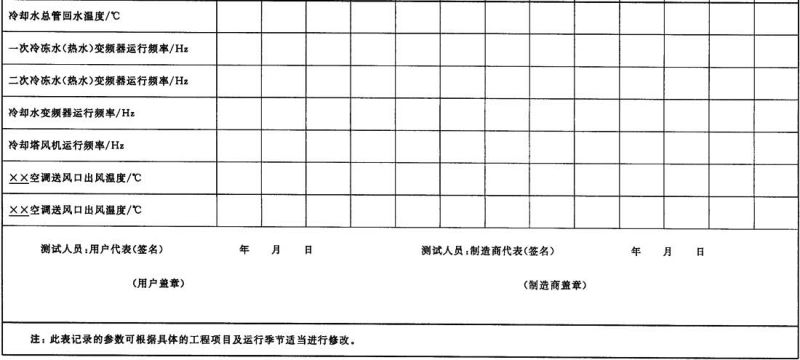 冷却水总管回水温度/℃
一次冷冻水(热水)变频器运行频率/Hz
二次冷冻水(热水)变频器运行频率/Hz
冷却水变频器运行频率/Hz
冷却塔风机运行频率/Hz
××空调送风口出风温度/℃
××空调送风口出风温度/℃
测试人员:用户代表(签名) 年 月 日 测试人员:制造商代表(签名) 年 月 日
(用户盖章) (制造商盖章)
注:此表记录的参数可根据具体的工程项目及运行季节适当进行修改。